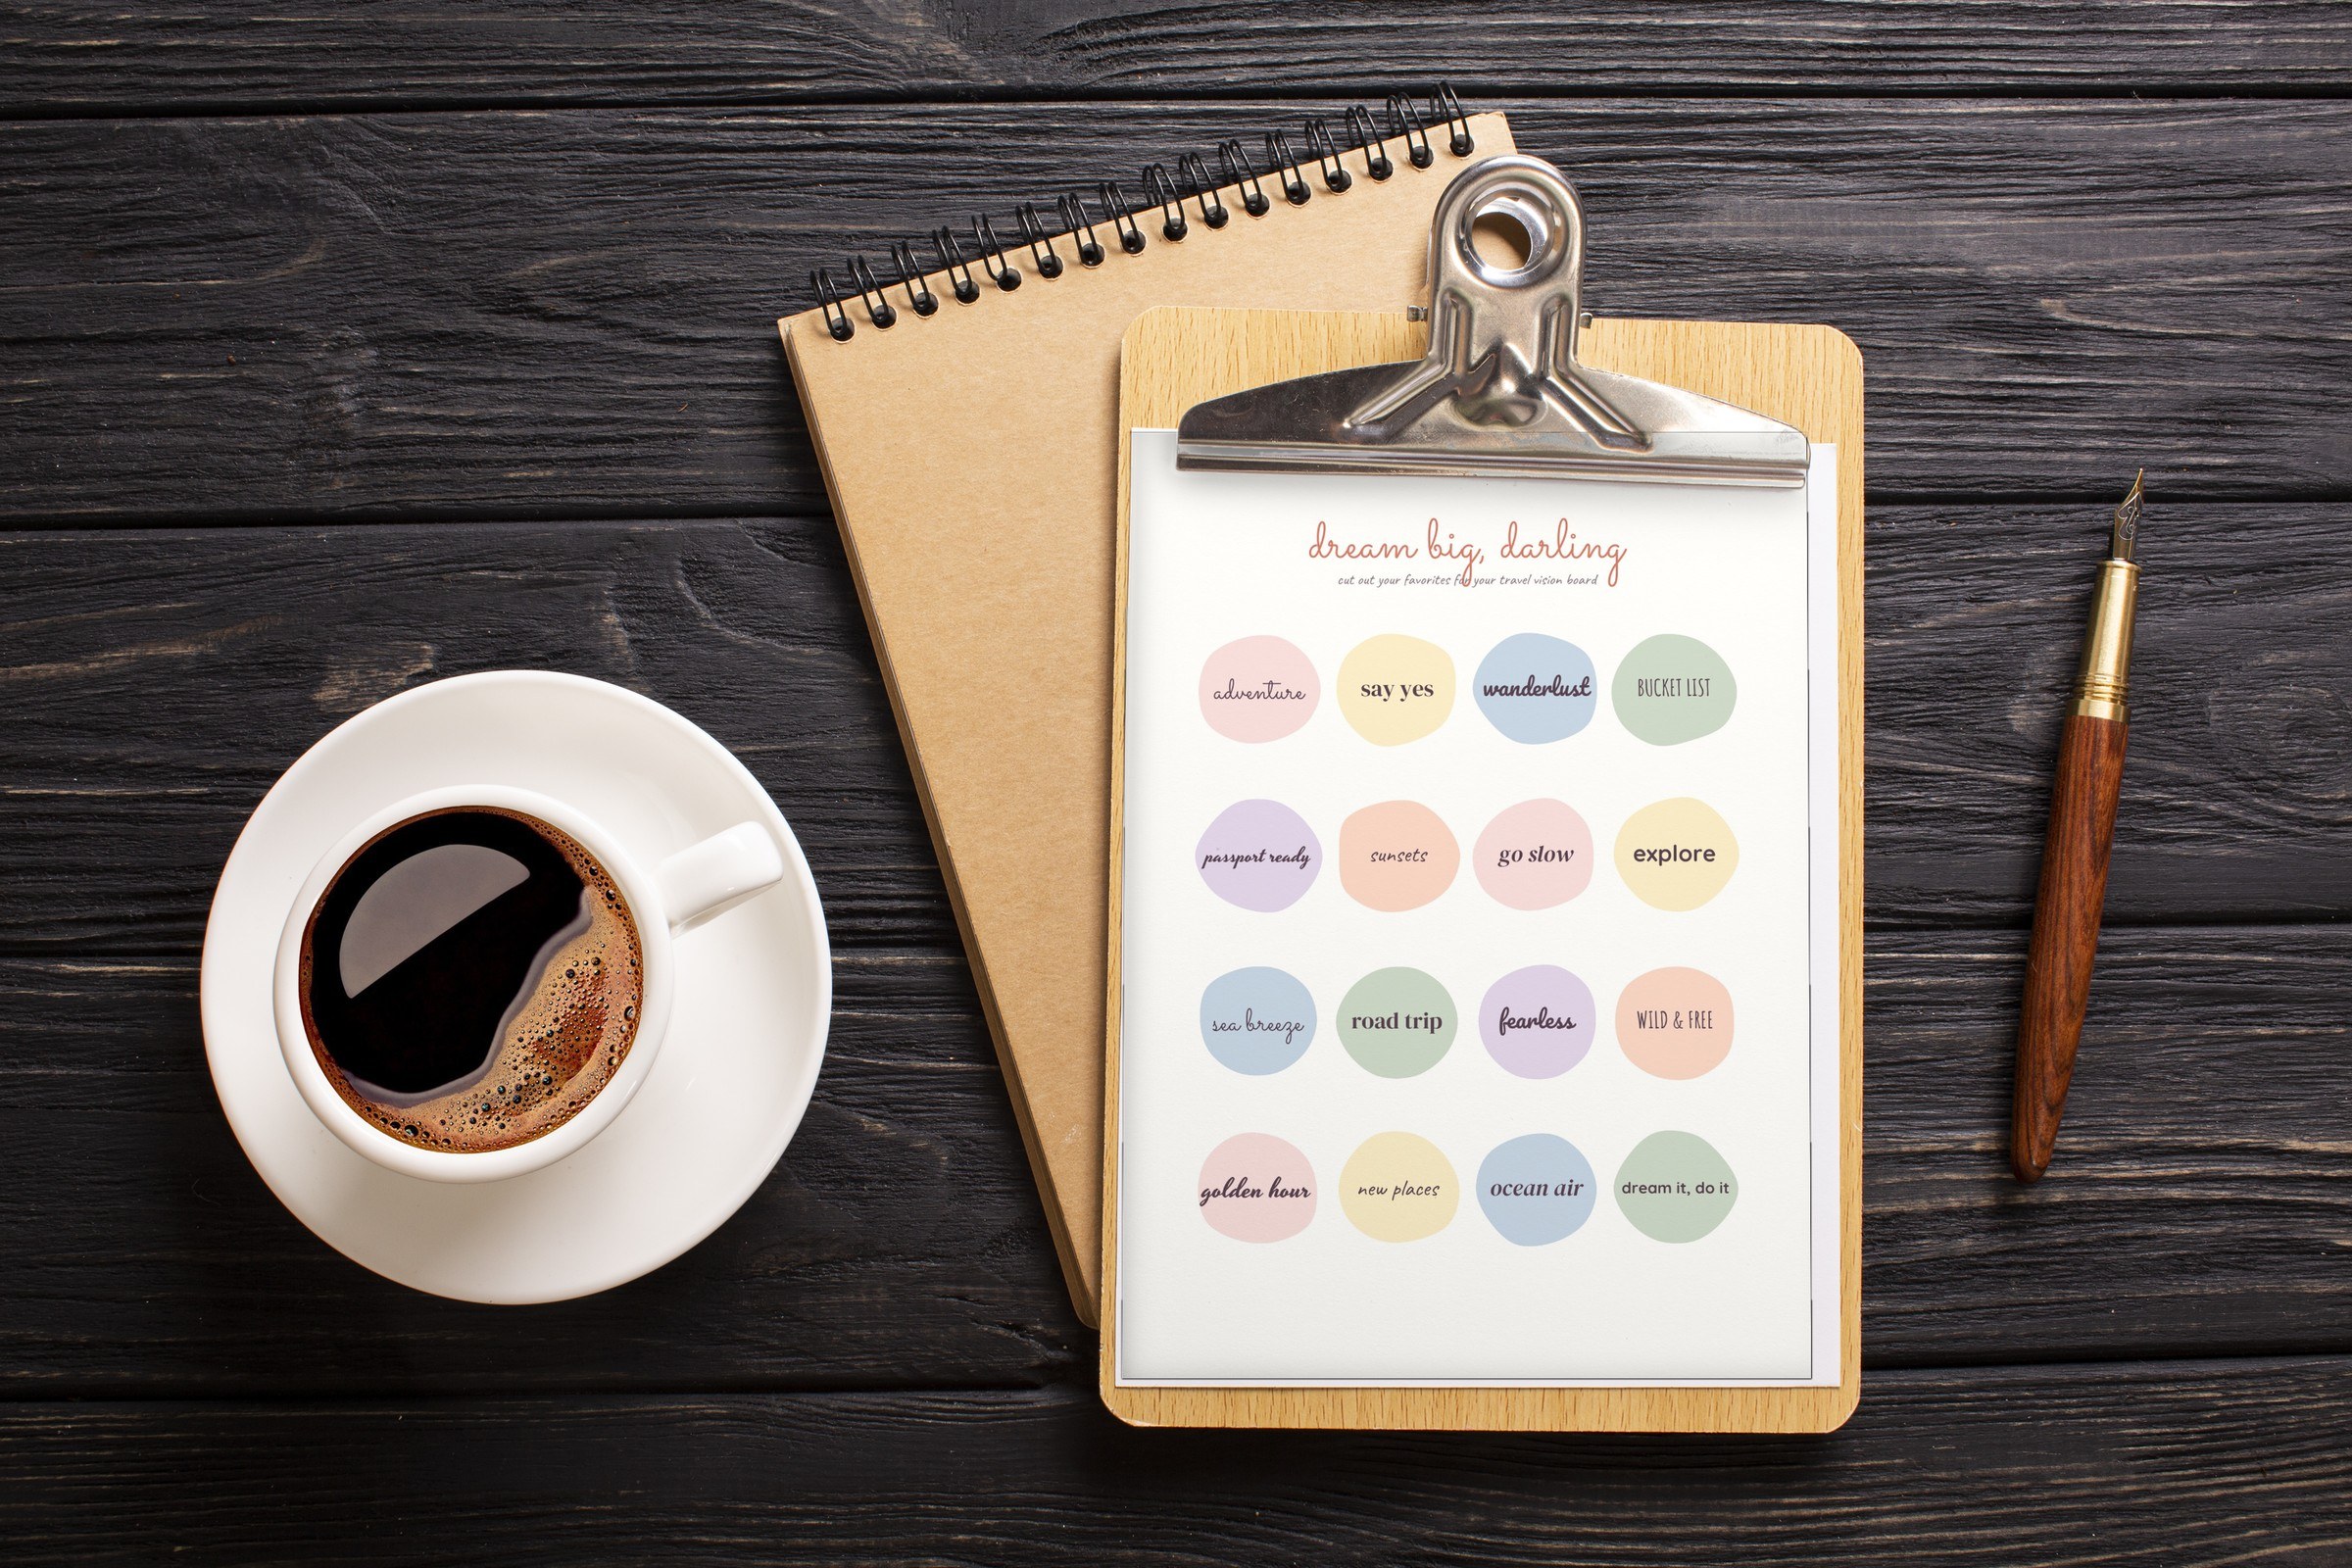 dream big, darling
cut out your favorites for your travel vision board
adventure
say yes
wanderlust
BUCKET LIST
passport ready
sunsets
go slow
explore
sea breeze
road trip
fearless
WILD & FREE
golden hour
new places
ocean air
dream it, do it